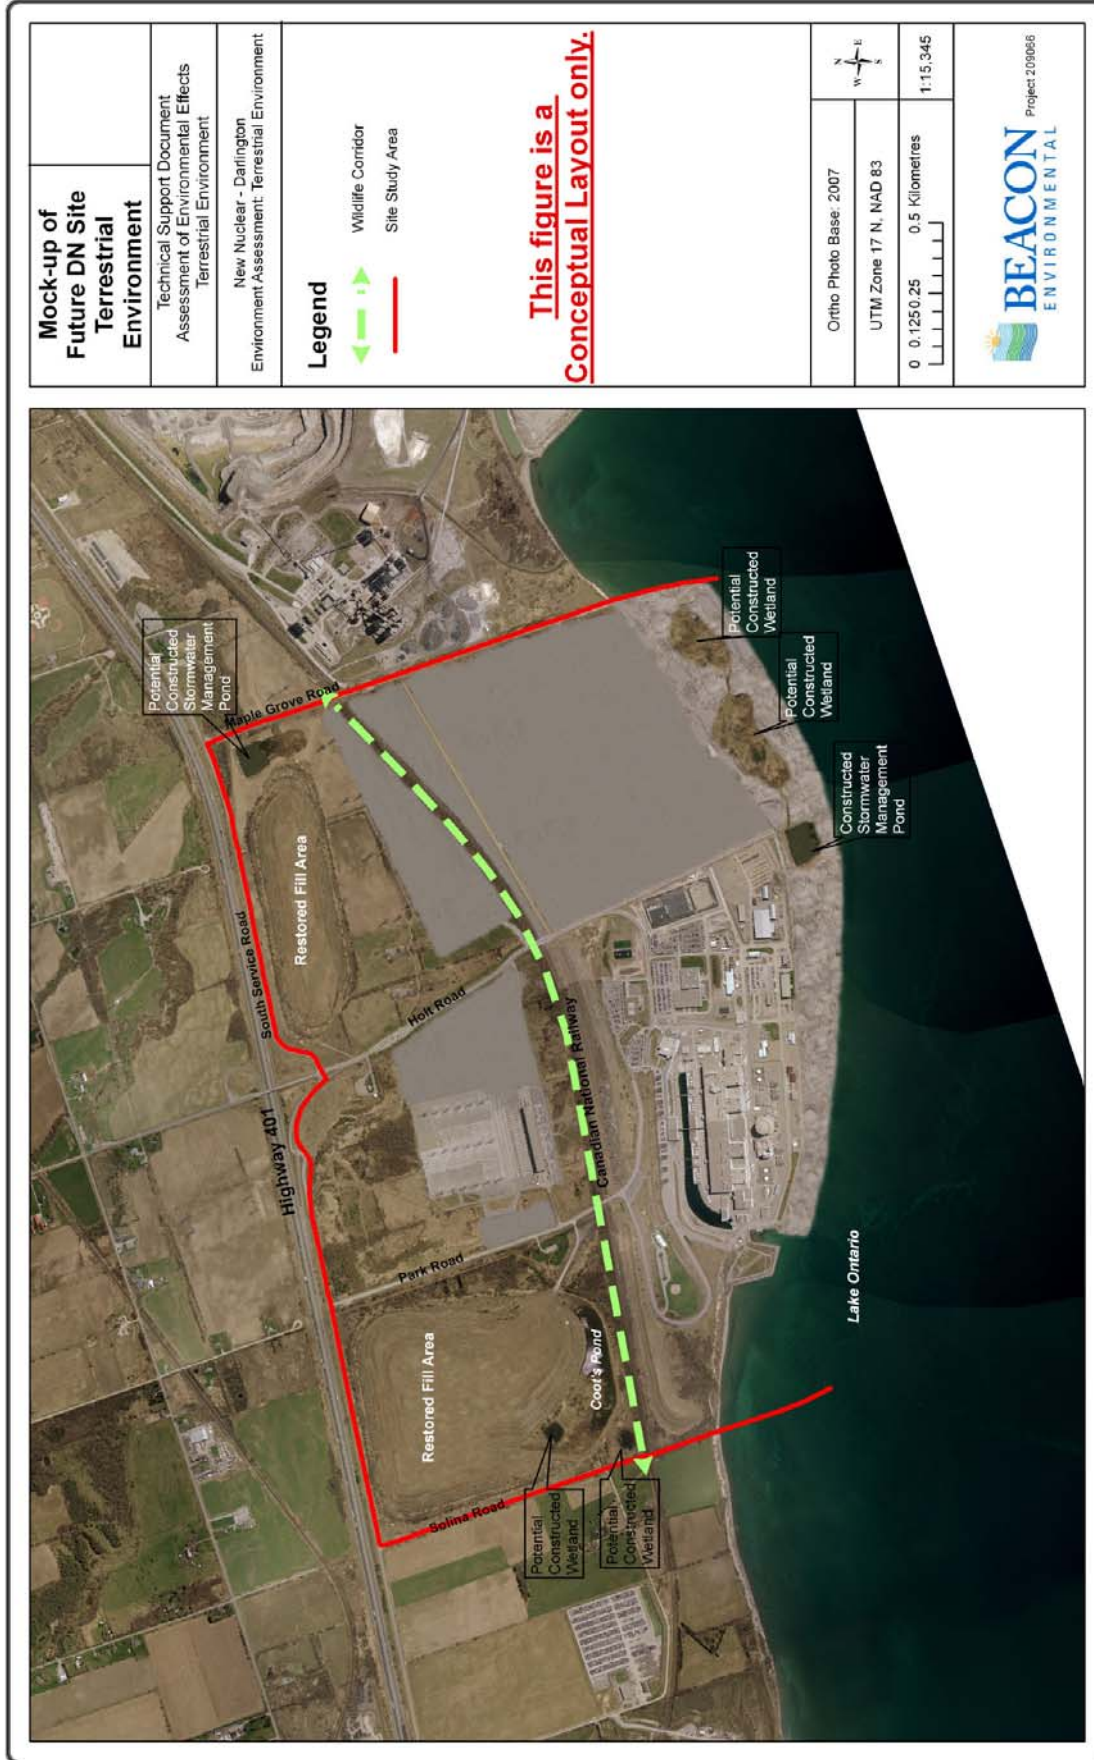 Mock-up of
Future DN Site
Terrestrial
Environment
Technical Support Document
Assessment of Environmental Effects
Terrestrial Environment
New Nuclear - Darlington
Environment Assessment: Terrestrial Environment
Legend
Wildlife Corridor
Site Study Area
This figure is a
Conceptual Layout only.
Ortho Photo Base: 2007
UTM Zone 17 N, NAD 83
N
W E
S
0 0.125 0.25 0.5 Kilometres
1:15,345
BEACON
ENVIRONMENTAL
Project 209066
Potential
Constructed
Stormwater
Management
Pond
Maple Grove Road
South Service Road
Restored Fill Area
Highway 401
Holt Road
Canadian National Railway
Park Road
Restored Fill Area
Coot's Pond
Solina Road
Potential
Constructed
Wetland
Potential
Constructed
Wetland
Potential
Constructed
Wetland
Potential
Constructed
Wetland
Constructed
Stormwater
Management
Pond
Lake Ontario